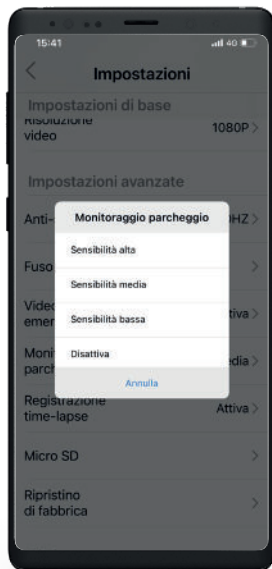 15:41
40
Impostazioni
Impostazioni di base
Risoluzione
video
1080P
Impostazioni avanzate
Anti-
HZ
Monitoraggio parcheggio
Sensibilità alta
Fuso
Sensibilità media
Video
emer
tiva
Sensibilità bassa
Moni
parch
edia
Disattiva
Annulla
Registrazione
time-lapse
Attiva
Micro SD
Ripristino
di fabbrica